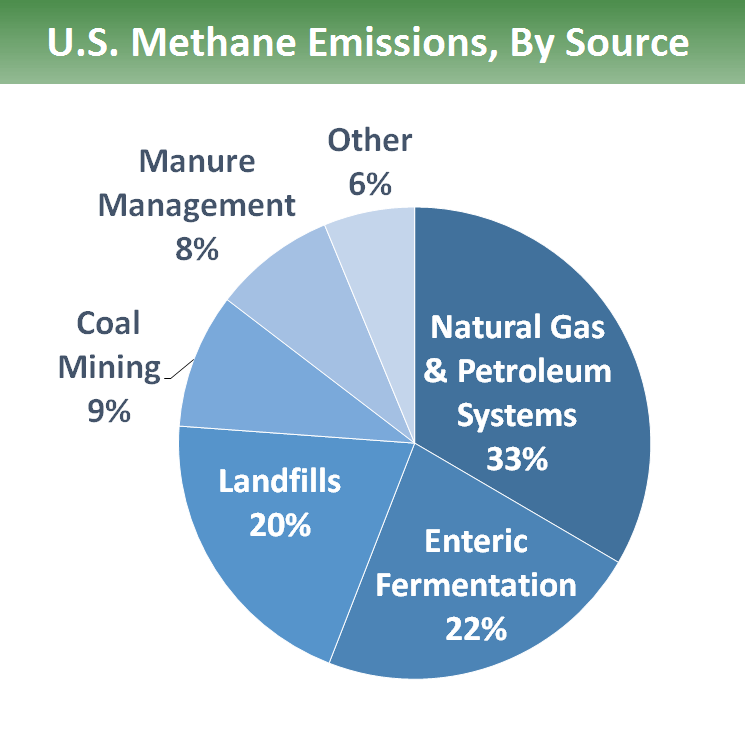 U.S. Methane Emissions, By Source
Other
6%
Manure
Management
8%
Coal
Mining
9%
Natural Gas
& Petroleum
Systems
33%
Landfills
20%
Enteric
Fermentation
22%